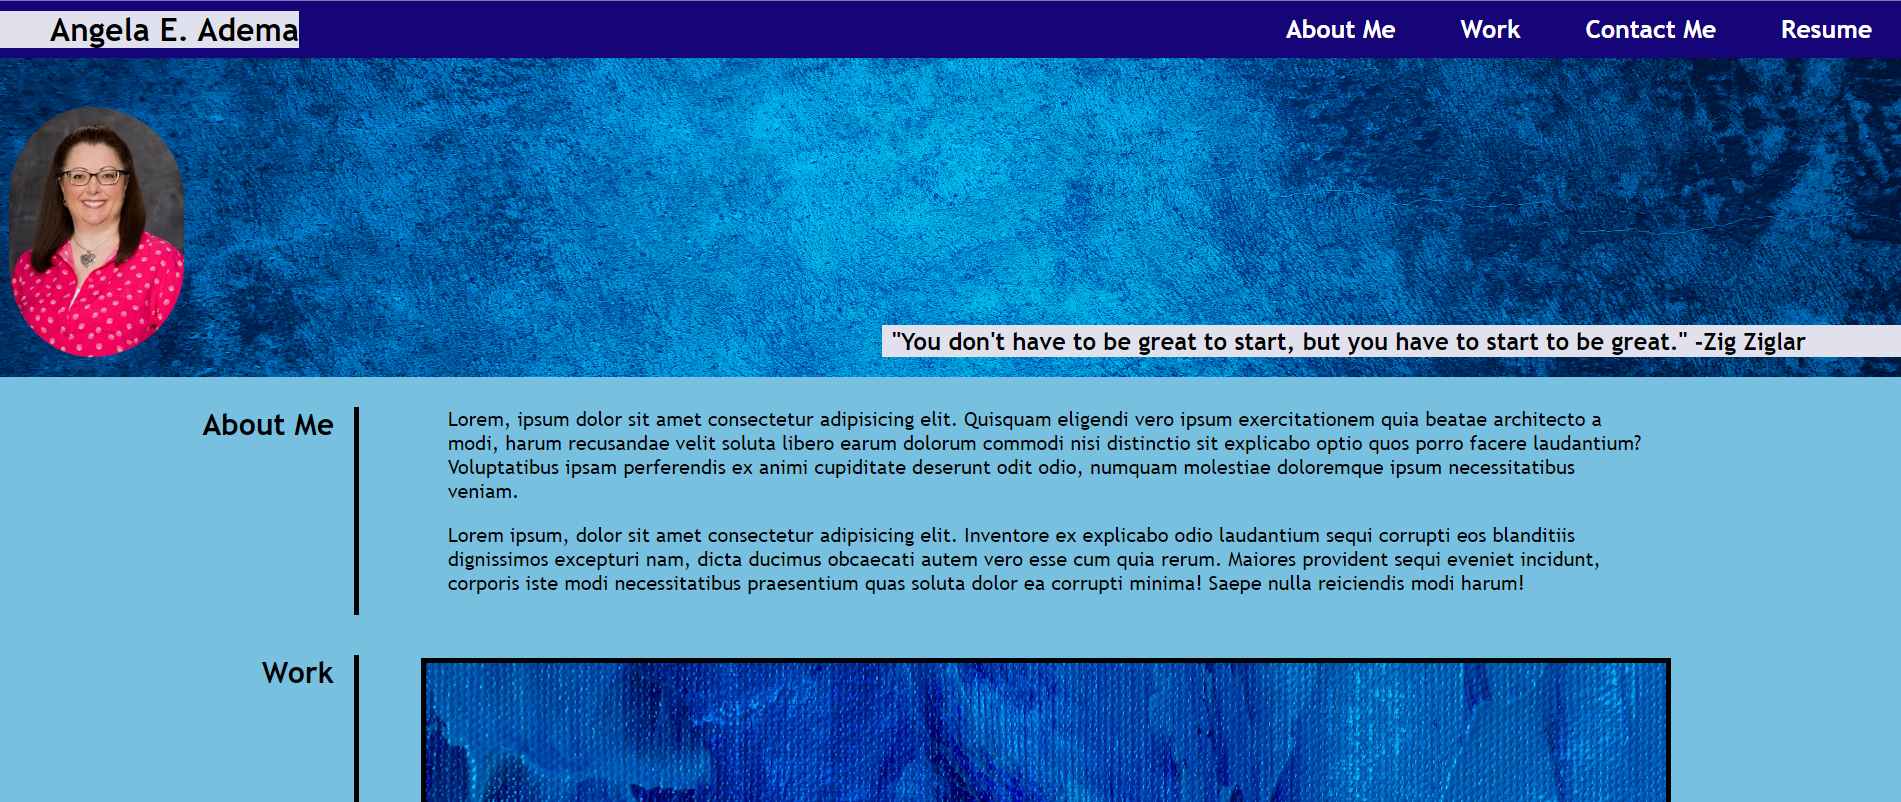 Angela E. Adema
About Me
Work
Contact Me
Resume
"You don't have to be great to start, but you have to start to be great." -Zig Ziglar
About Me
Lorem, ipsum dolor sit amet consectetur adipisicing elit. Quisquam eligendi vero ipsum exercitationem quia beatae architecto a
modi, harum recusandae velit soluta libero earum dolorum commodi nisi distinctio sit explicabo optio quos porro facere laudantium?
Voluptatibus ipsam perferendis ex animi cupiditate deserunt odit odio, numquam molestiae doloremque ipsum necessitatibus
veniam.
Lorem ipsum, dolor sit amet consectetur adipisicing elit. Inventore ex explicabo odio laudantium sequi corrupti eos blanditiis
dignissimos excepturi nam, dicta ducimus obcaecati autem vero esse cum quia rerum. Maiores provident sequi eveniet incidunt,
corporis iste modi necessitatibus praesentium quas soluta dolor ea corrupti minima! Saepe nulla reiciendis modi harum!
Work